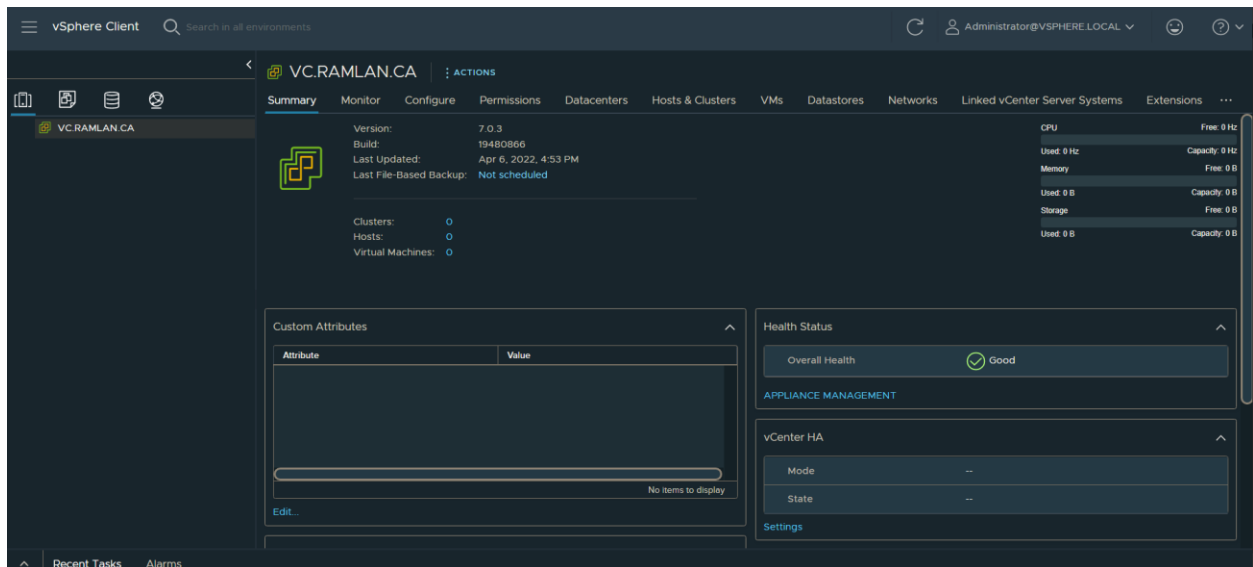 vSphere Client Search in all environments Administrator@VSPHERE.LOCAL
VC.RAMLAN.CA ACTIONS
Summary Monitor Configure Permissions Datacenters Hosts & Clusters VMs Datastores Networks Linked vCenter Server Systems Extensions ...
VC.RAMLAN.CA
Version: 7.0.3
Build: 19480866
Last Updated: Apr 6, 2022, 4:53 PM
Last File-Based Backup: Not scheduled
Clusters: 0
Hosts: 0
Virtual Machines: 0
CPU Free: 0 Hz
Used: 0 Hz Capacity: 0 Hz
Memory Free: 0 B
Used: 0 B Capacity: 0 B
Storage Free: 0 B
Used: 0 B Capacity: 0 B
Custom Attributes
Attribute Value
No items to display
Edit...
Health Status
Overall Health Good
APPLIANCE MANAGEMENT
vCenter HA
Mode --
State --
Settings
Recent Tasks Alarms